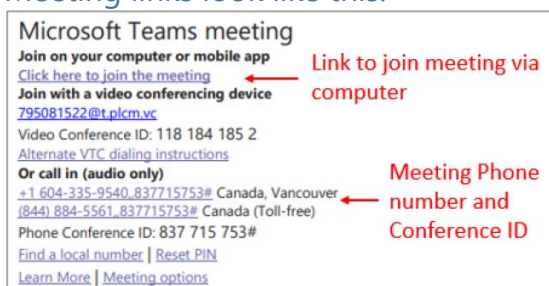 Meeting links look like this:
Microsoft Teams meeting
Join on your computer or mobile app
Click here to join the meeting
Link to join meeting via
computer
Join with a video conferencing device
795081522@t.plcm.vc
Video Conference ID: 118 184 185 2
Alternate VTC dialing instructions
Or call in (audio only)
+1 604-335-9540,,837715753# Canada, Vancouver
(844) 884-5561,,837715753# Canada (Toll-free)
Phone Conference ID: 837 715 753#
Find a local number | Reset PIN
Learn More | Meeting options
Meeting Phone
number and
Conference ID